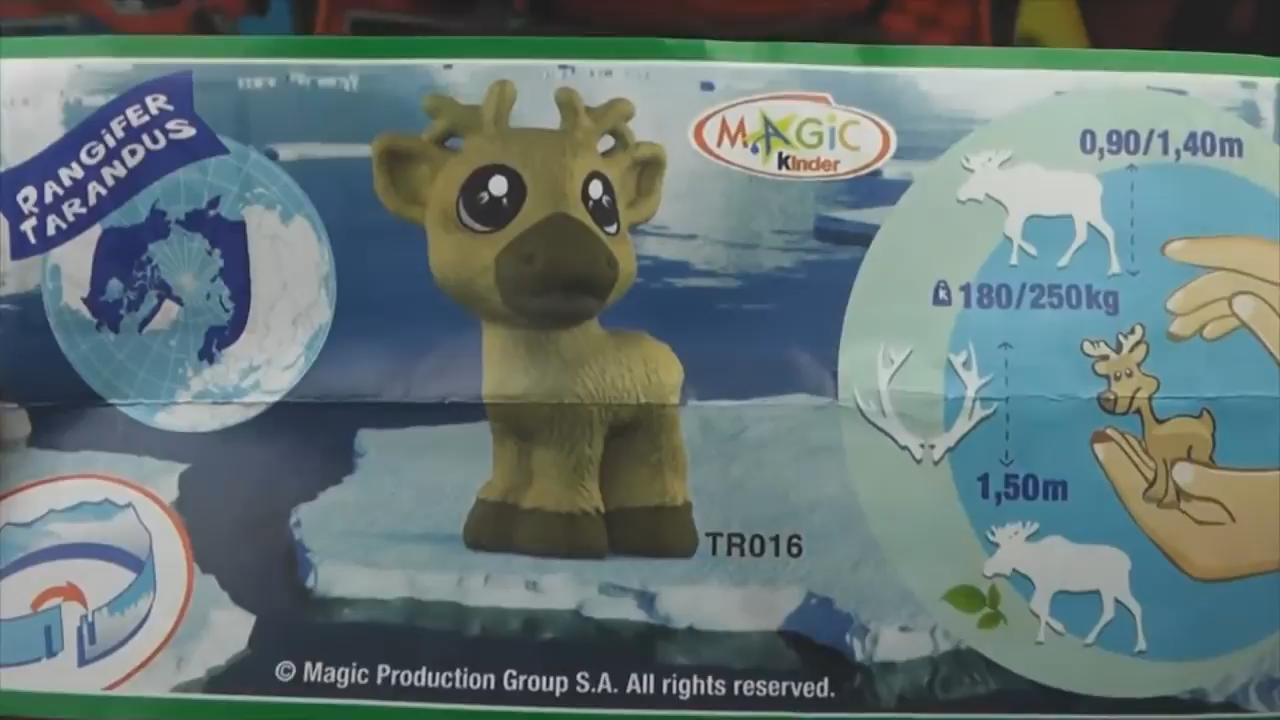 RANGiFER
TARANDUS
MAGiC
kinder
0,90/1,40m
180/250kg
1,50m
TR016
© Magic Production Group S.A. All rights reserved.